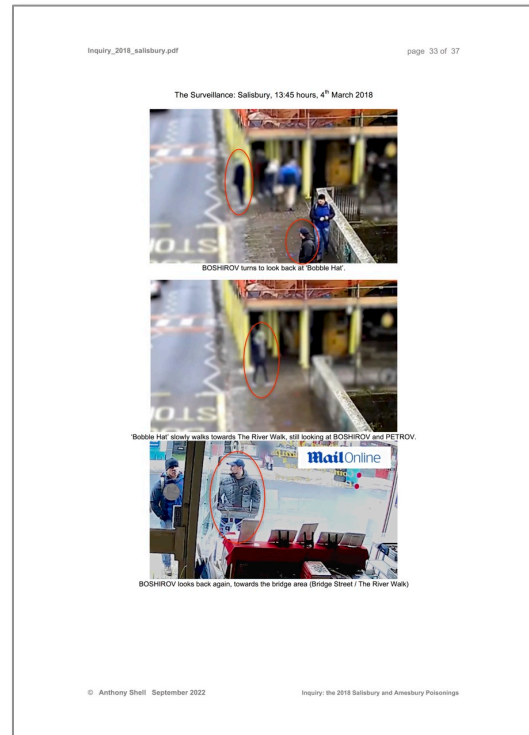 Inquiry_2018_salisbury.pdf
page 33 of 37
The Surveillance: Salisbury, 13:45 hours, 4th March 2018
STO
BOSHIROV turns to look back at 'Bobble Hat'.
'Bobble Hat' slowly walks towards The River Walk, still looking at BOSHIROV and PETROV.
Mail Online
BOSHIROV looks back again, towards the bridge area (Bridge Street / The River Walk)
© Anthony Shell September 2022
Inquiry: the 2018 Salisbury and Amesbury Poisonings